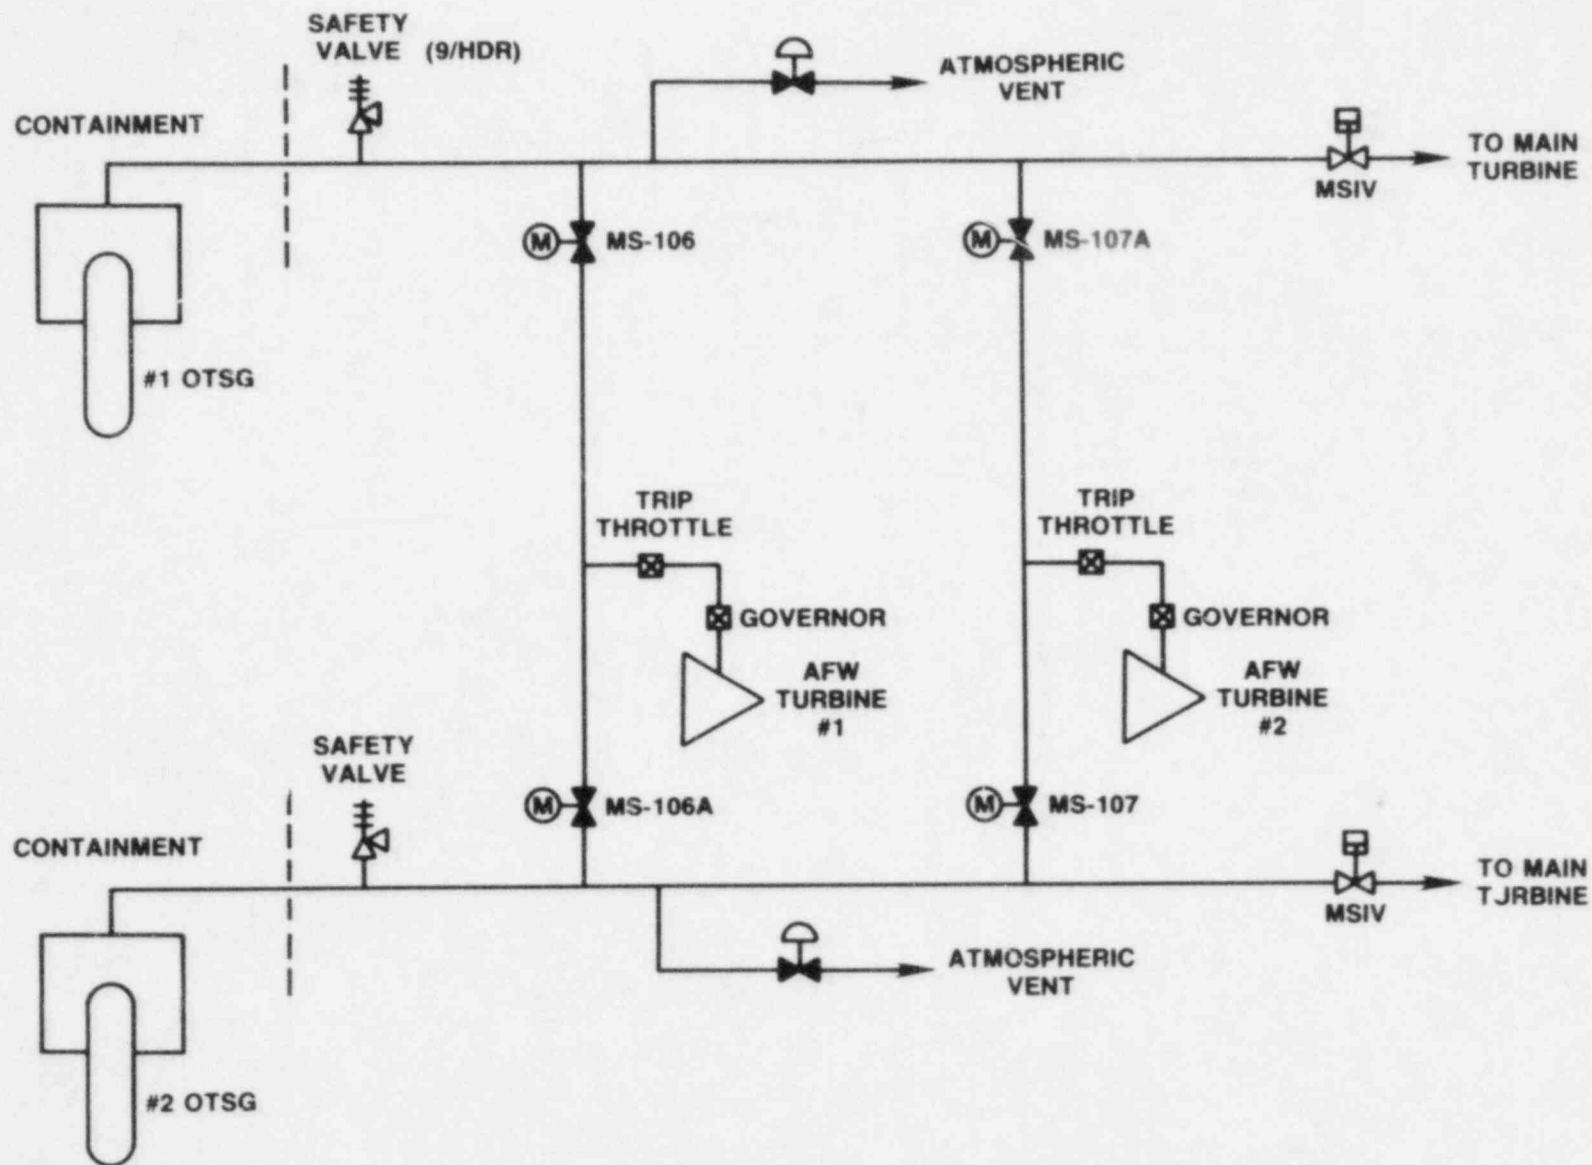 SAFETY
VALVE (9/HDR)
ATMOSPHERIC
VENT
CONTAINMENT
TO MAIN
TURBINE
MSIV
M MS-106
M MS-107A
#1 OTSG
TRIP
THROTTLE
TRIP
THROTTLE
GOVERNOR
GOVERNOR
AFW
TURBINE
#1
AFW
TURBINE
#2
SAFETY
VALVE
M MS-106A
M MS-107
CONTAINMENT
TO MAIN
TJRBINE
MSIV
ATMOSPHERIC
VENT
#2 OTSG